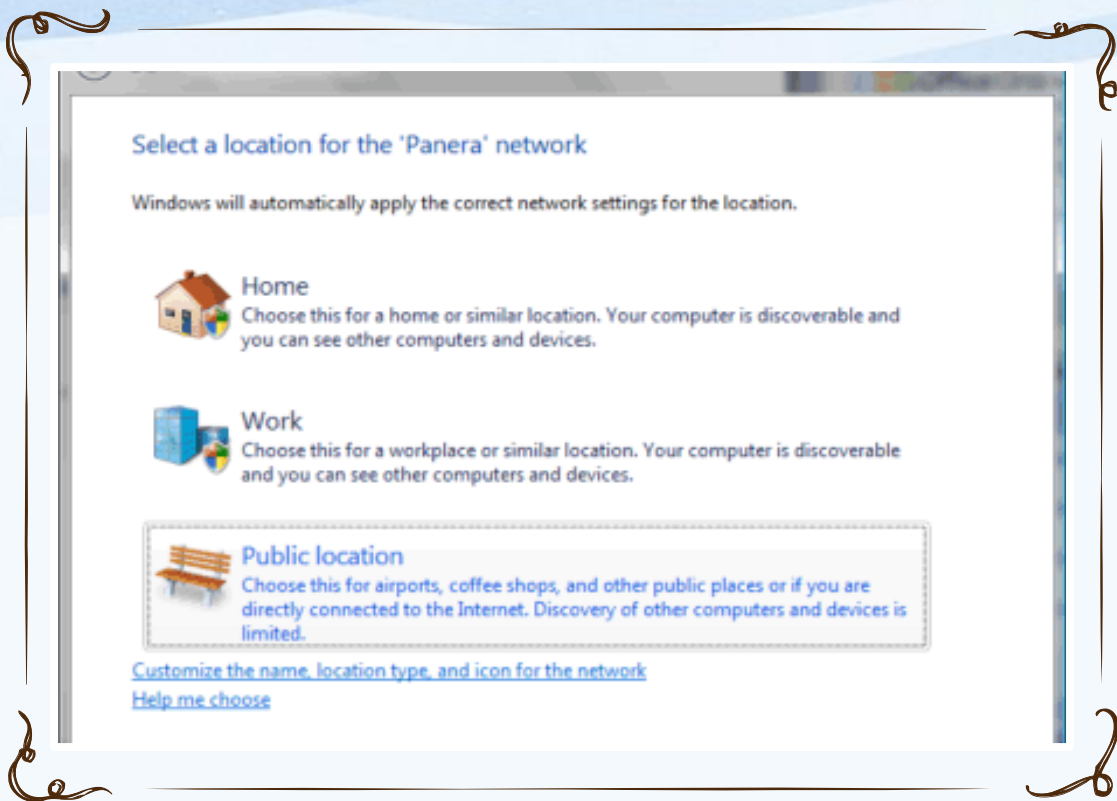 Select a location for the 'Panera' network
Windows will automatically apply the correct network settings for the location.
Home
Choose this for a home or similar location. Your computer is discoverable and
you can see other computers and devices.
Work
Choose this for a workplace or similar location. Your computer is discoverable
and you can see other computers and devices.
Public location
Choose this for airports, coffee shops, and other public places or if you are
directly connected to the Internet. Discovery of other computers and devices is
limited.
Customize the name, location type, and icon for the network
Help me choose